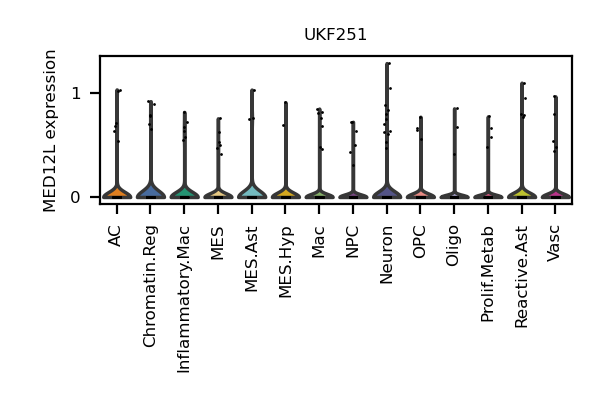 UKF251
MED12L expression
1
0
AC
Chromatin.Reg
Inflammatory.Mac
MES
MES.Ast
MES.Hyp
Mac
NPC
Neuron
OPC
Oligo
Prolif.Metab
Reactive.Ast
Vasc